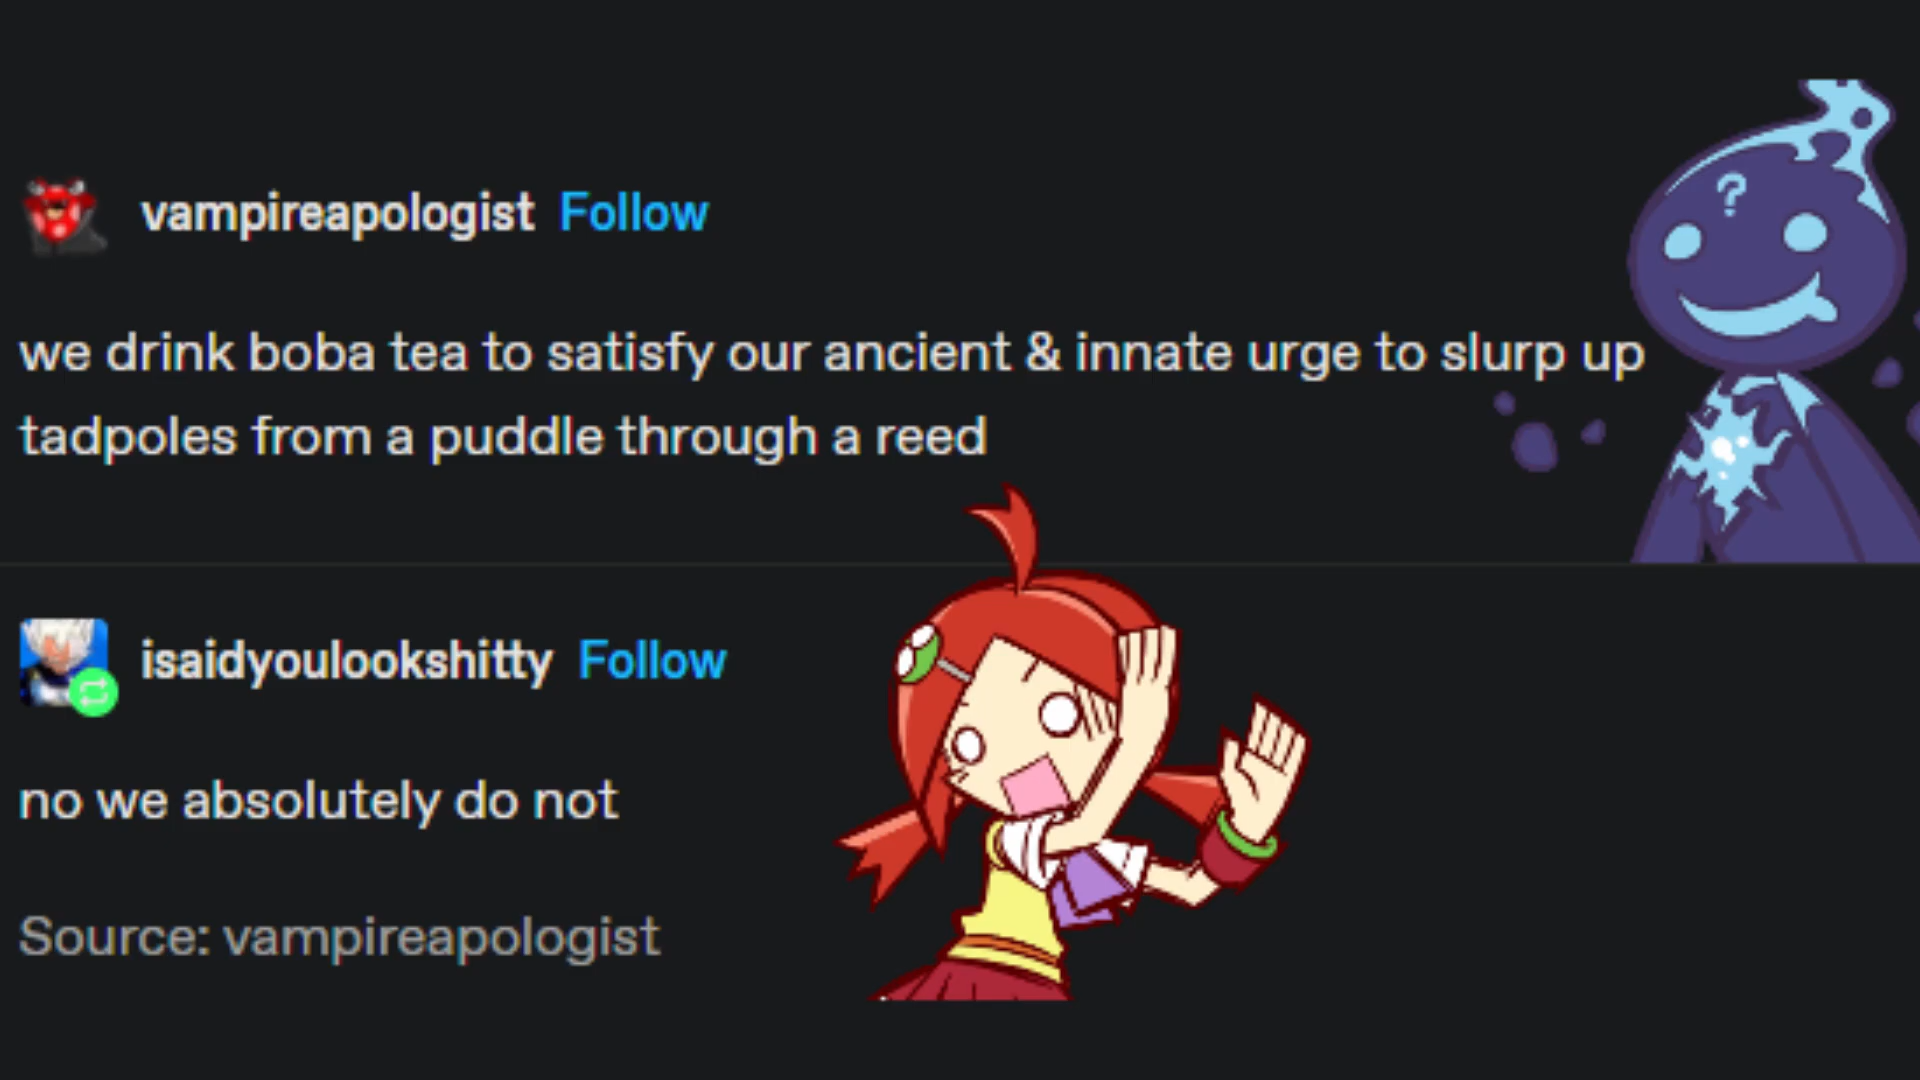 vampireapologist Follow
we drink boba tea to satisfy our ancient & innate urge to slurp up
tadpoles from a puddle through a reed
?
isaidyoulookshitty Follow
no we absolutely do not
Source: vampireapologist